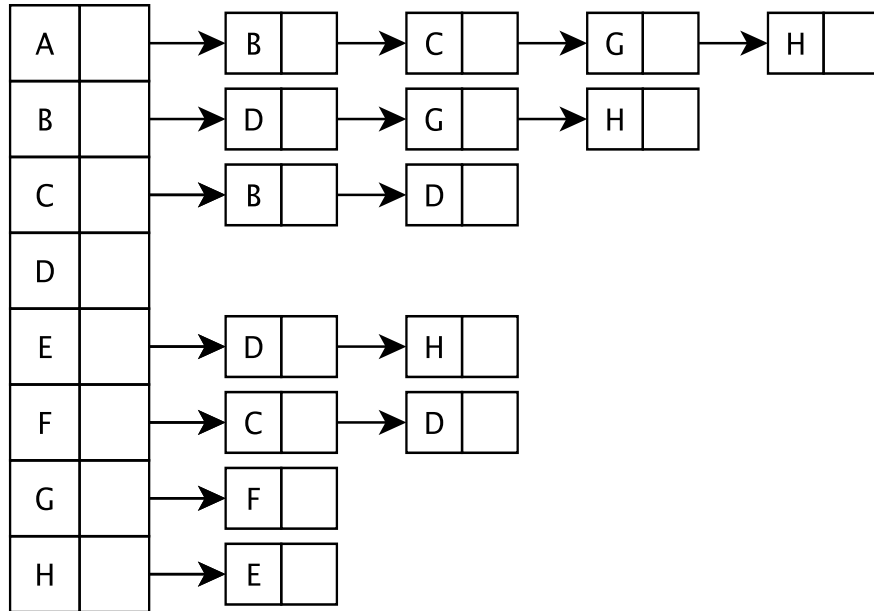 A B C G H
B D G H
C B D
D
E D H
F C D
G F
H E